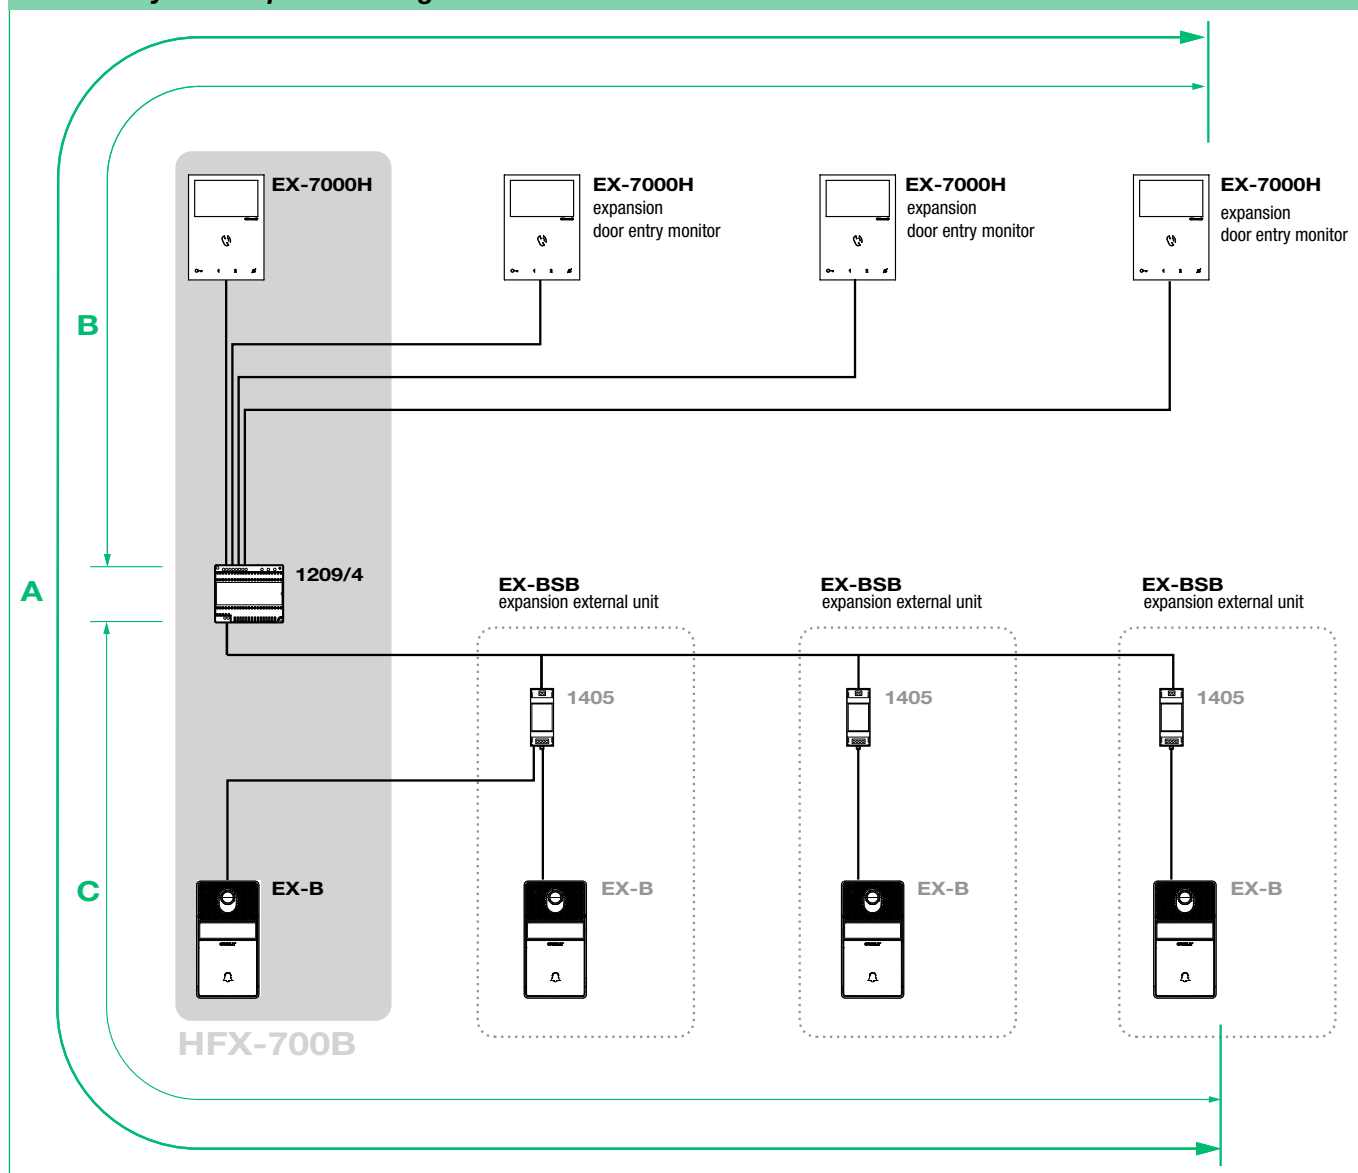 EX-7000H
EX-7000H
expansion
door entry monitor
EX-7000H
expansion
door entry monitor
EX-7000H
expansion
door entry monitor
B
A
1209/4
EX-BSB
expansion external unit
EX-BSB
expansion external unit
EX-BSB
expansion external unit
1405
1405
1405
C
EX-B
EX-B
EX-B
EX-B
HFX-700B